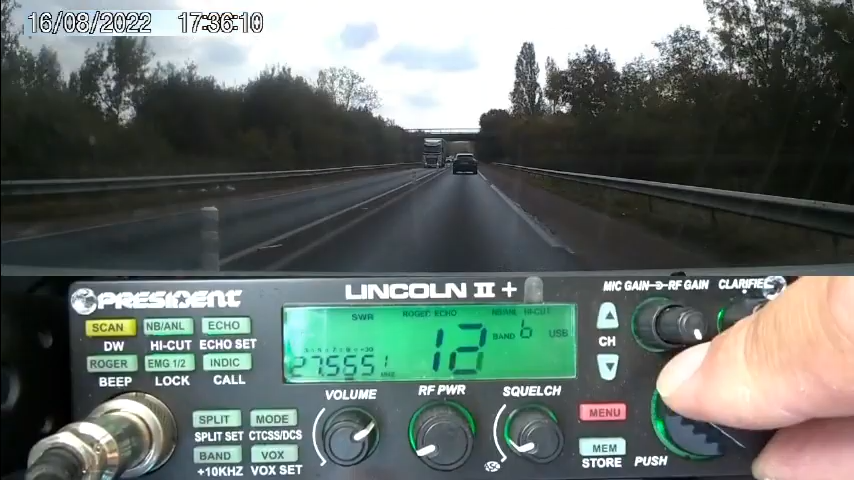 16/08/2022 17:36:10
PRESIDENT
LINCOLN II +
MIC GAIN RF GAIN CLARIFIER
SCAN NB/ANL ECHO
DW HI-CUT ECHO SET
ROGER EMG 1/2 INDIC
BEEP LOCK CALL
SWR ROGER ECHO NB/ANL HI-CUT
12 BAND b USB
27.5551
CH
VOLUME RF PWR SQUELCH
SPLIT MODE
SPLIT SET CTCSS/DCS
BAND VOX
+10KHZ VOX SET
MENU
MEM
STORE PUSH